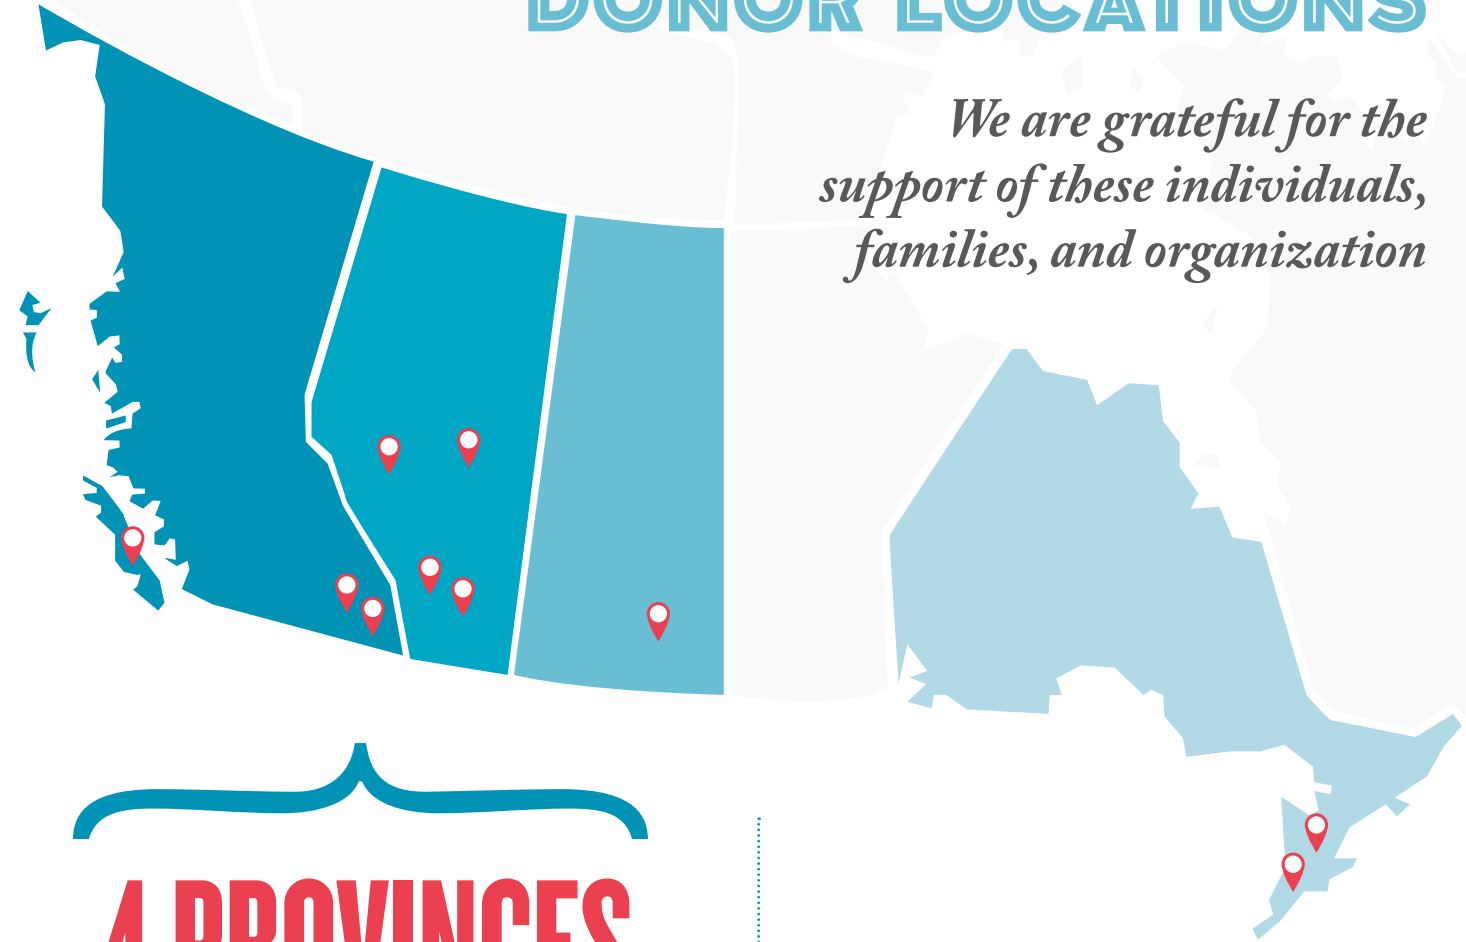 DONOR LOCATIONS
We are grateful for the
support of these individuals,
families, and organization
4 PROVINCES